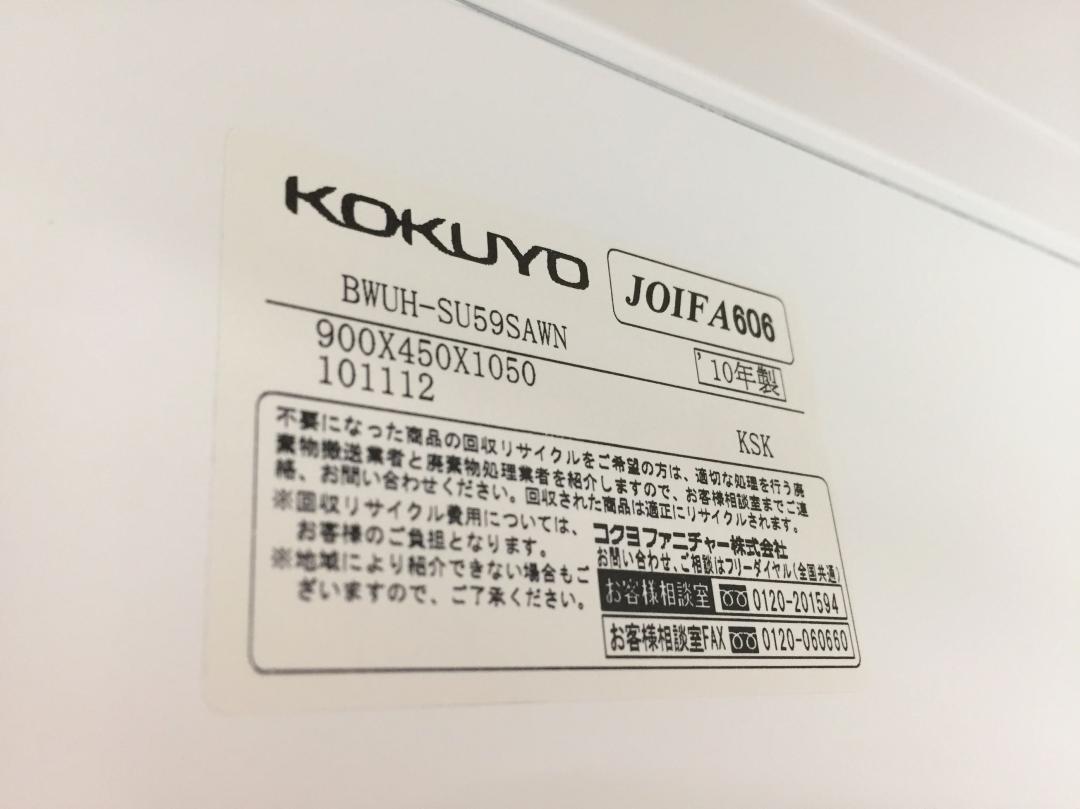 KOKUYO
JOIFA606
BWUH-SU59SAWN
'10年製
900X450X1050
101112
KSK
不要になった商品の回収リサイクルをご希望の方は、適切な処理を行う廃
棄物搬送業者と廃棄物処理業者を紹介しますので、お客様相談室までご連
絡、お問い合わせください。回収された商品は適正にリサイクルされます。
※回収リサイクル費用については、
お客様のご負担となります。
※地域により紹介できない場合もご
ざいますので、ご了承ください。
コクヨファニチャー株式会社
お問い合わせ、ご相談はフリーダイヤル(全国共通)
お客様相談室 0120-201594
お客様相談室FAX 0120-060660